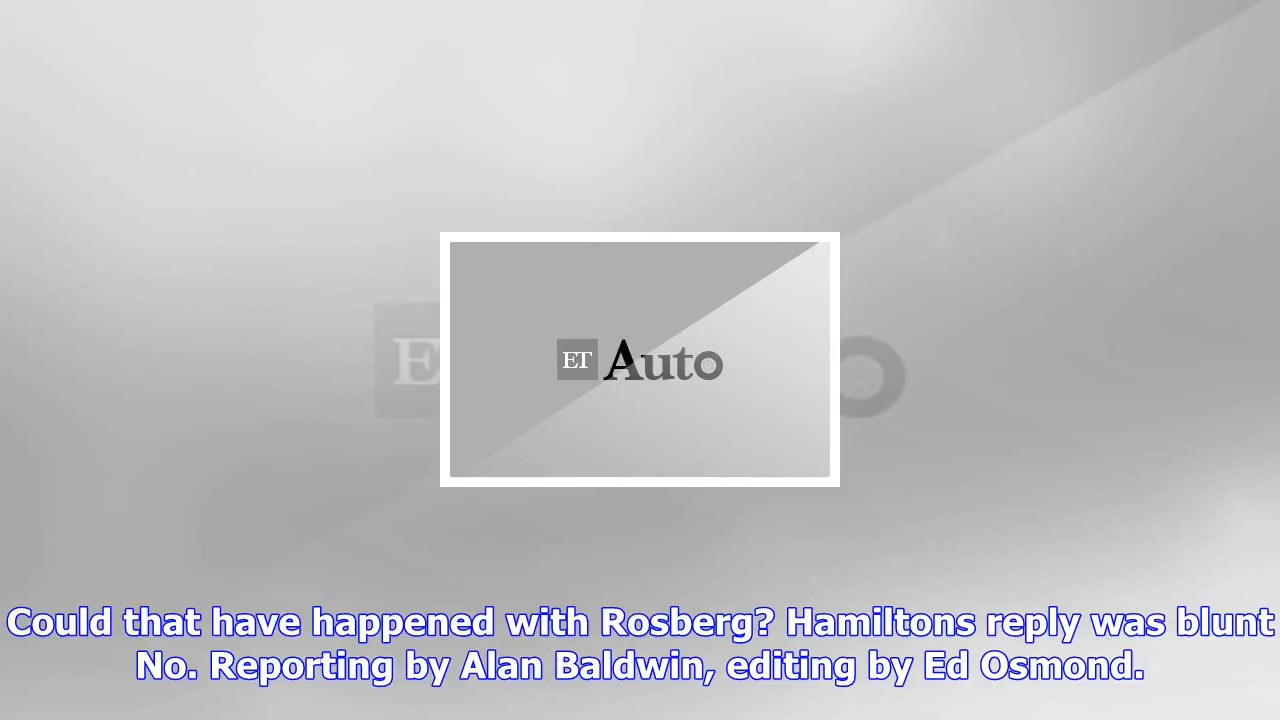 ET Auto
Could that have happened with Rosberg? Hamiltons reply was blunt
No. Reporting by Alan Baldwin, editing by Ed Osmond.